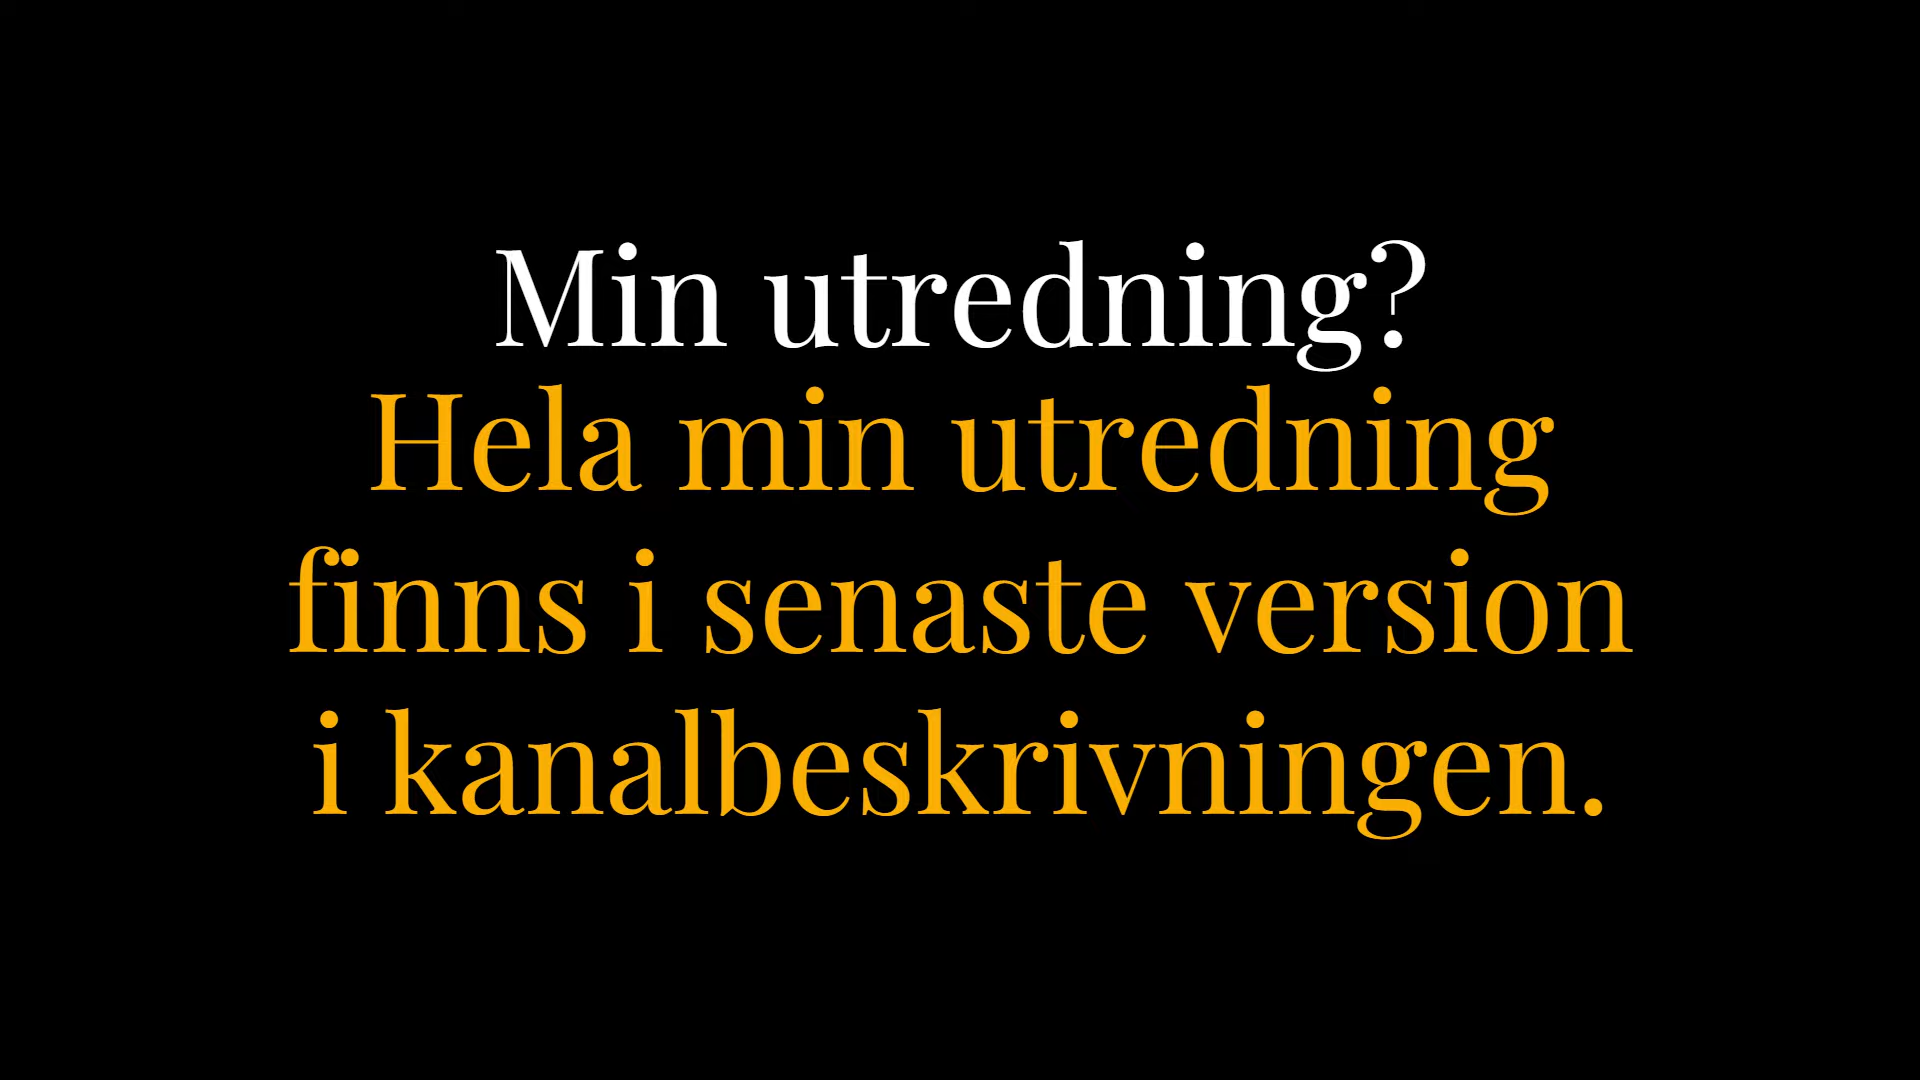 Min utredning?
Hela min utredning
finns i senaste version
i kanalbeskrivningen.